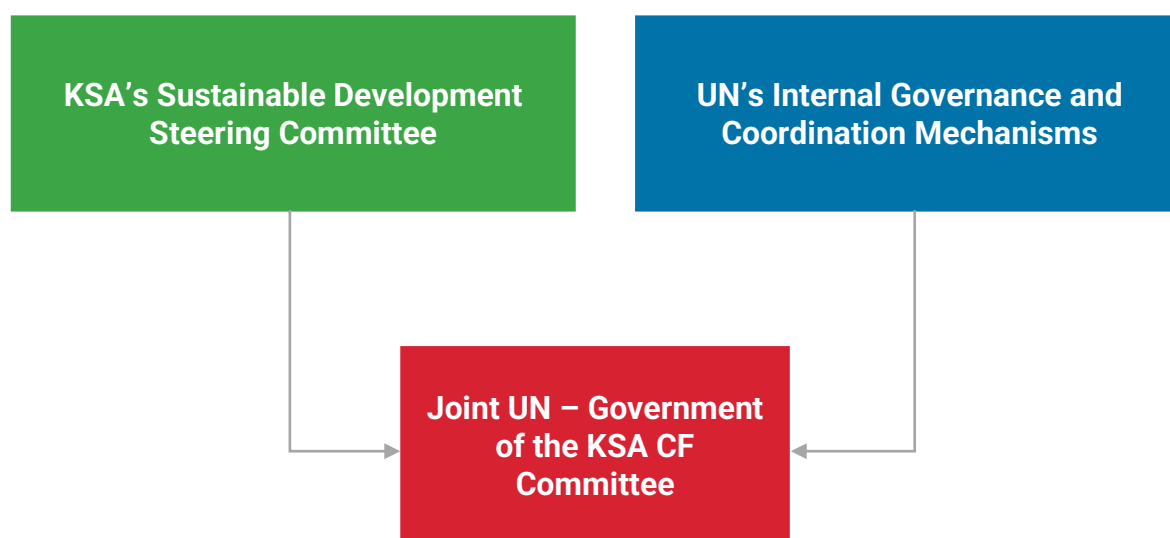 KSA’s Sustainable Development
Steering Committee
UN’s Internal Governance and
Coordination Mechanisms
Joint UN – Government
of the KSA CF
Committee